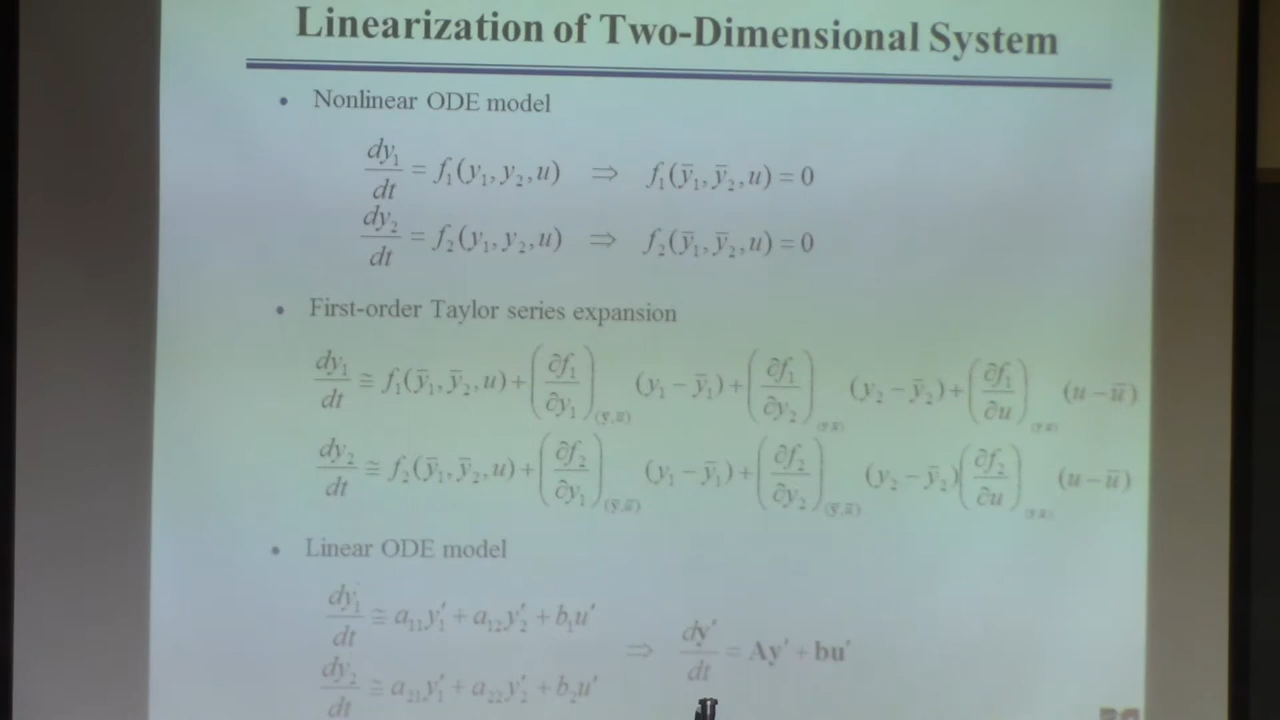 Linearization of Two-Dimensional System
• Nonlinear ODE model
dy₁/dt = f₁(y₁, y₂, u) ⇒ f₁(ȳ₁, ȳ₂, u) = 0
dy₂/dt = f₂(y₁, y₂, u) ⇒ f₂(ȳ₁, ȳ₂, u) = 0
• First-order Taylor series expansion
dy₁/dt ≅ f₁(ȳ₁, ȳ₂, u) + (∂f₁/∂y₁)(ȳ,ū) (y₁ − ȳ₁) + (∂f₁/∂y₂)(ȳ,ū) (y₂ − ȳ₂) + (∂f₁/∂u)(ȳ,ū) (u − ū)
dy₂/dt ≅ f₂(ȳ₁, ȳ₂, u) + (∂f₂/∂y₁)(ȳ,ū) (y₁ − ȳ₁) + (∂f₂/∂y₂)(ȳ,ū) (y₂ − ȳ₂)(∂f₂/∂u)(ȳ,ū) (u − ū)
• Linear ODE model
dy₁/dt ≅ a₁₁y₁′ + a₁₂y₂′ + b₁u′
⇒ dy′/dt = Ay′ + bu′
dy₂/dt ≅ a₂₁y₁′ + a₂₂y₂′ + b₂u′